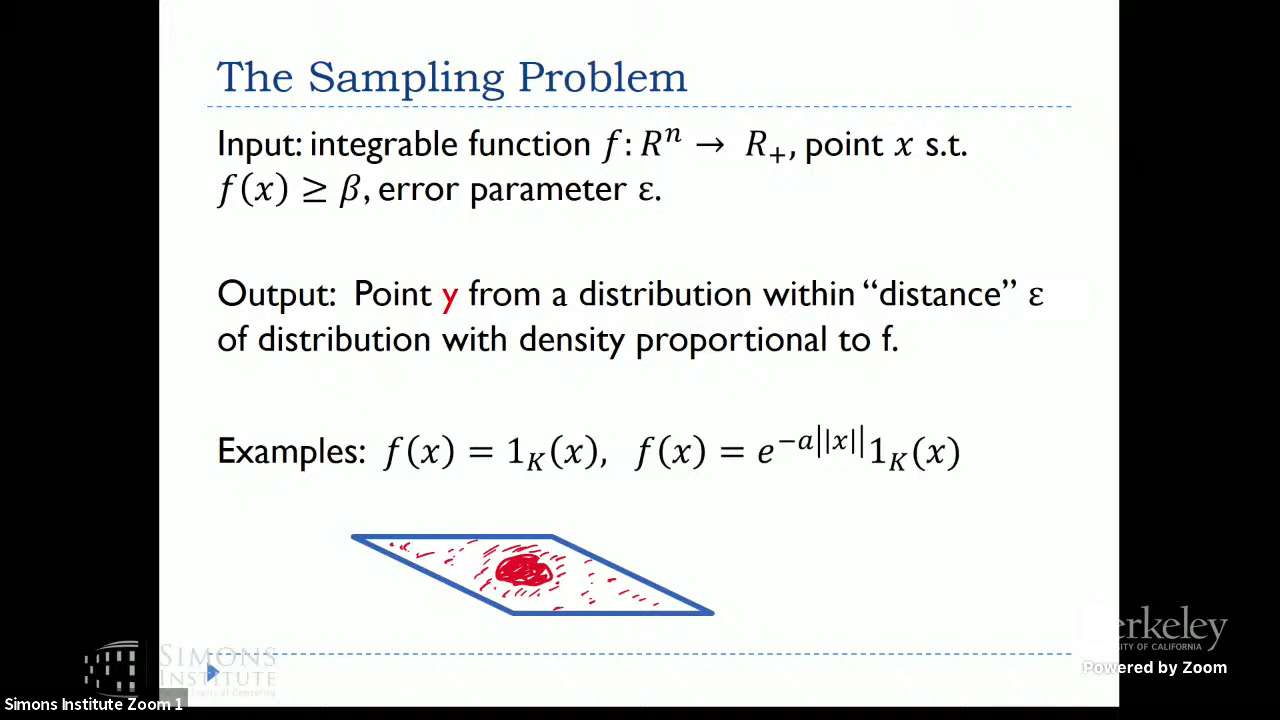 The Sampling Problem
Input: integrable function f: Rⁿ → R₊, point x s.t.
f(x) ≥ β, error parameter ε.
Output: Point y from a distribution within “distance” ε
of distribution with density proportional to f.
Examples: f(x) = 1_K(x), f(x) = e^{-a||x||}1_K(x)
SIMONS
INSTITUTE
Berkeley
UNIVERSITY OF CALIFORNIA
Powered by Zoom
Simons Institute Zoom 1